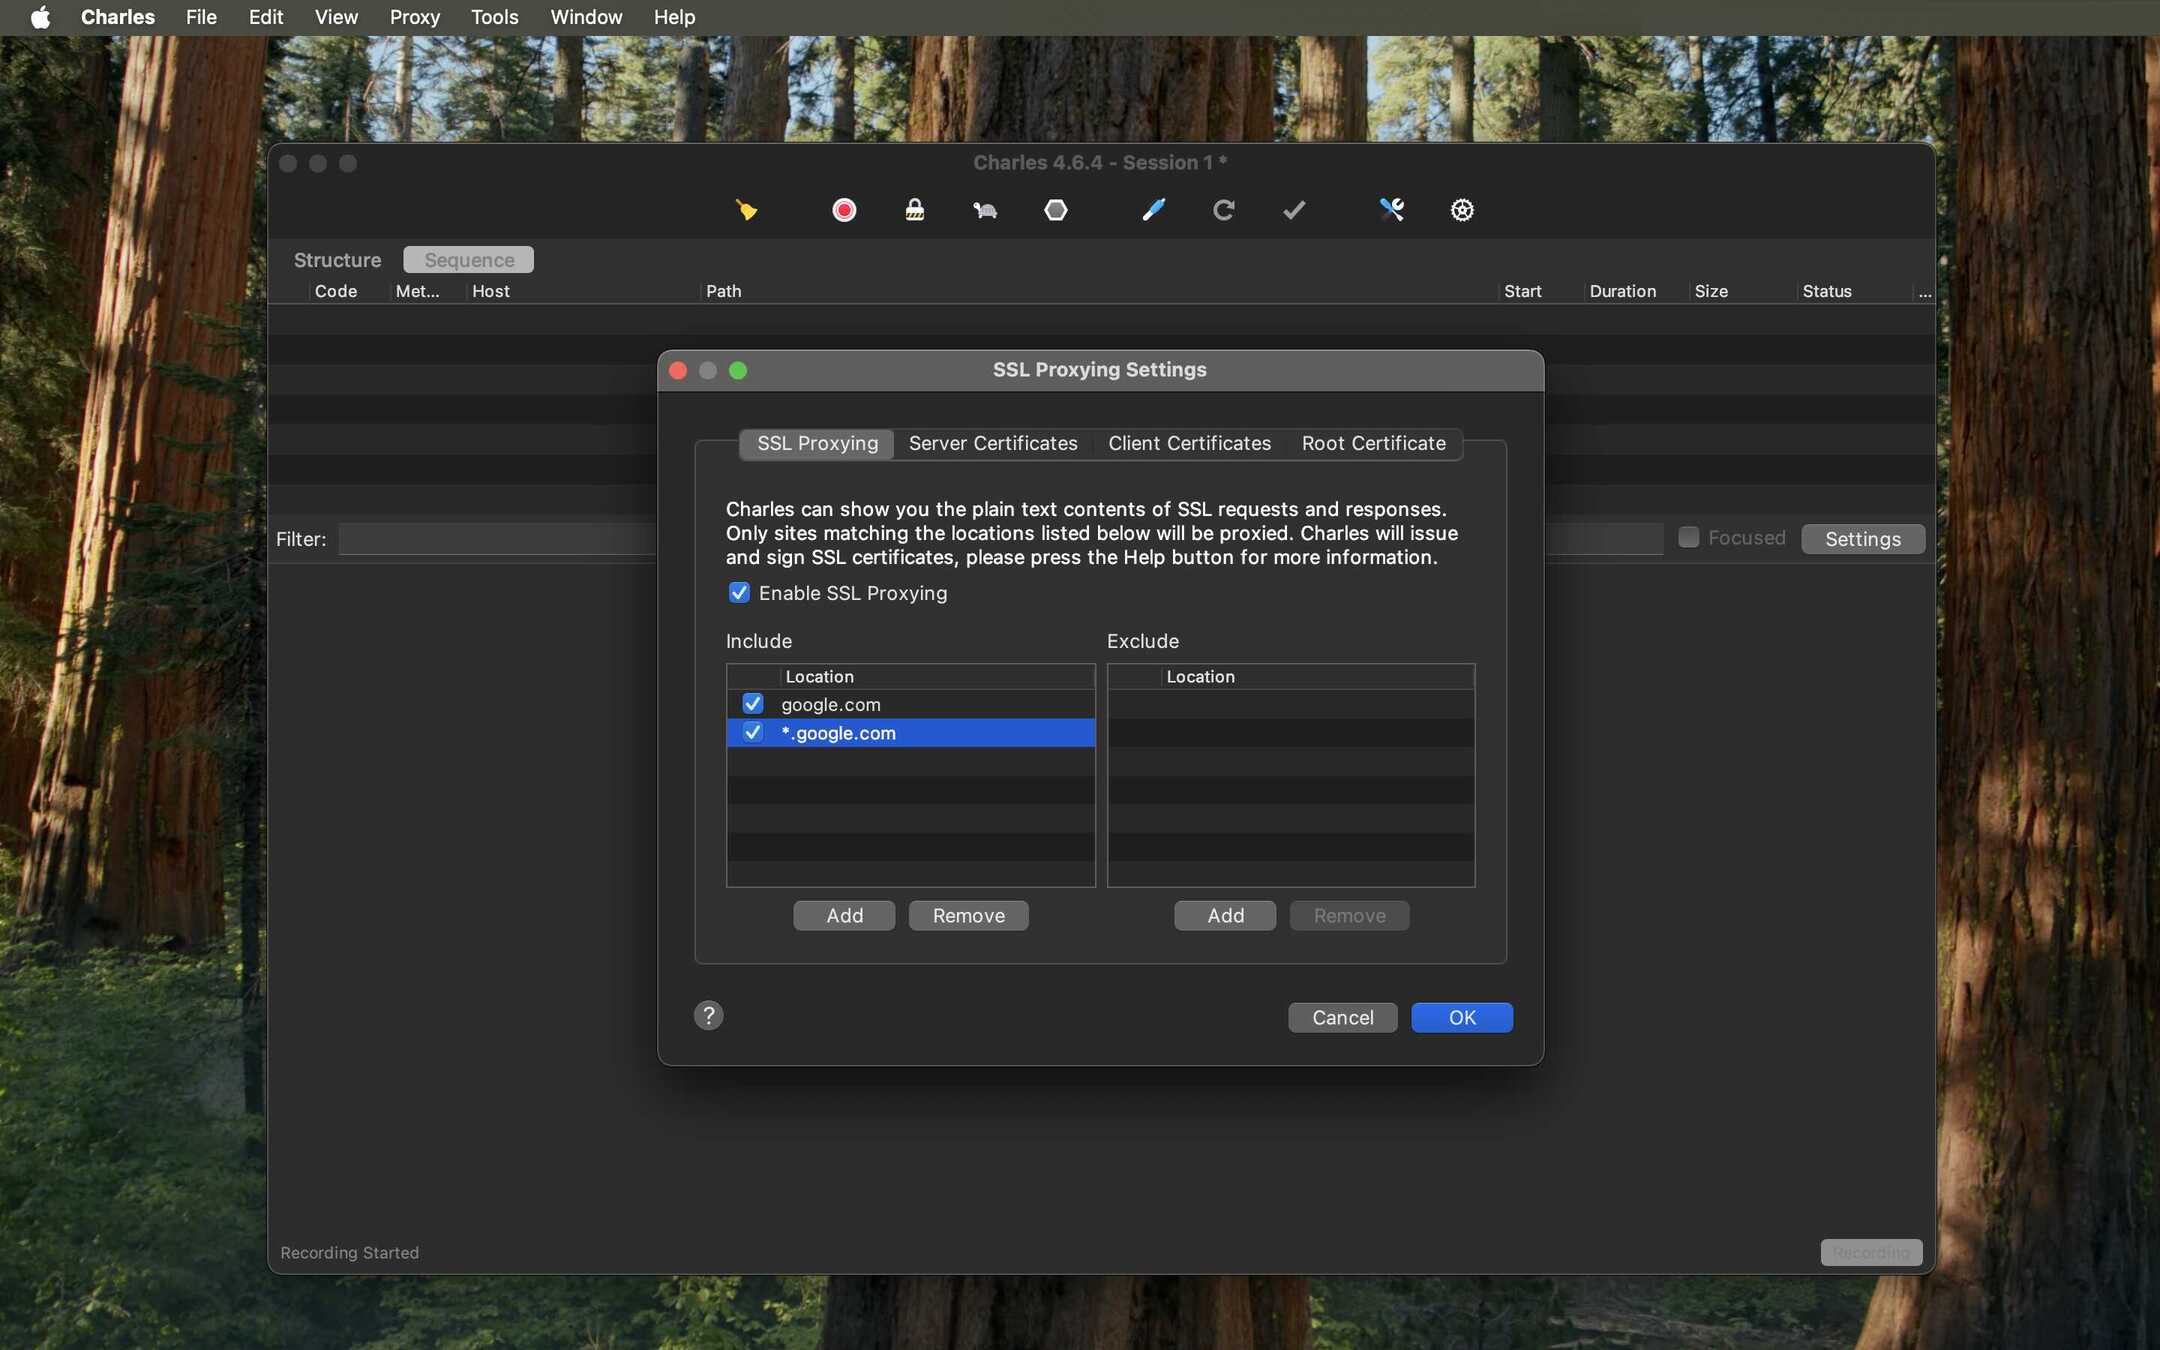 Charles File Edit View Proxy Tools Window Help
Charles 4.6.4 - Session 1 *
Structure Sequence
Code Met... Host Path Start Duration Size Status ...
SSL Proxying Settings
SSL Proxying Server Certificates Client Certificates Root Certificate
Charles can show you the plain text contents of SSL requests and responses.
Only sites matching the locations listed below will be proxied. Charles will issue
and sign SSL certificates, please press the Help button for more information.
Filter: Focused Settings
Enable SSL Proxying
Include Exclude
Location Location
google.com
*.google.com
Add Remove Add Remove
? Cancel OK
Recording Started Recording